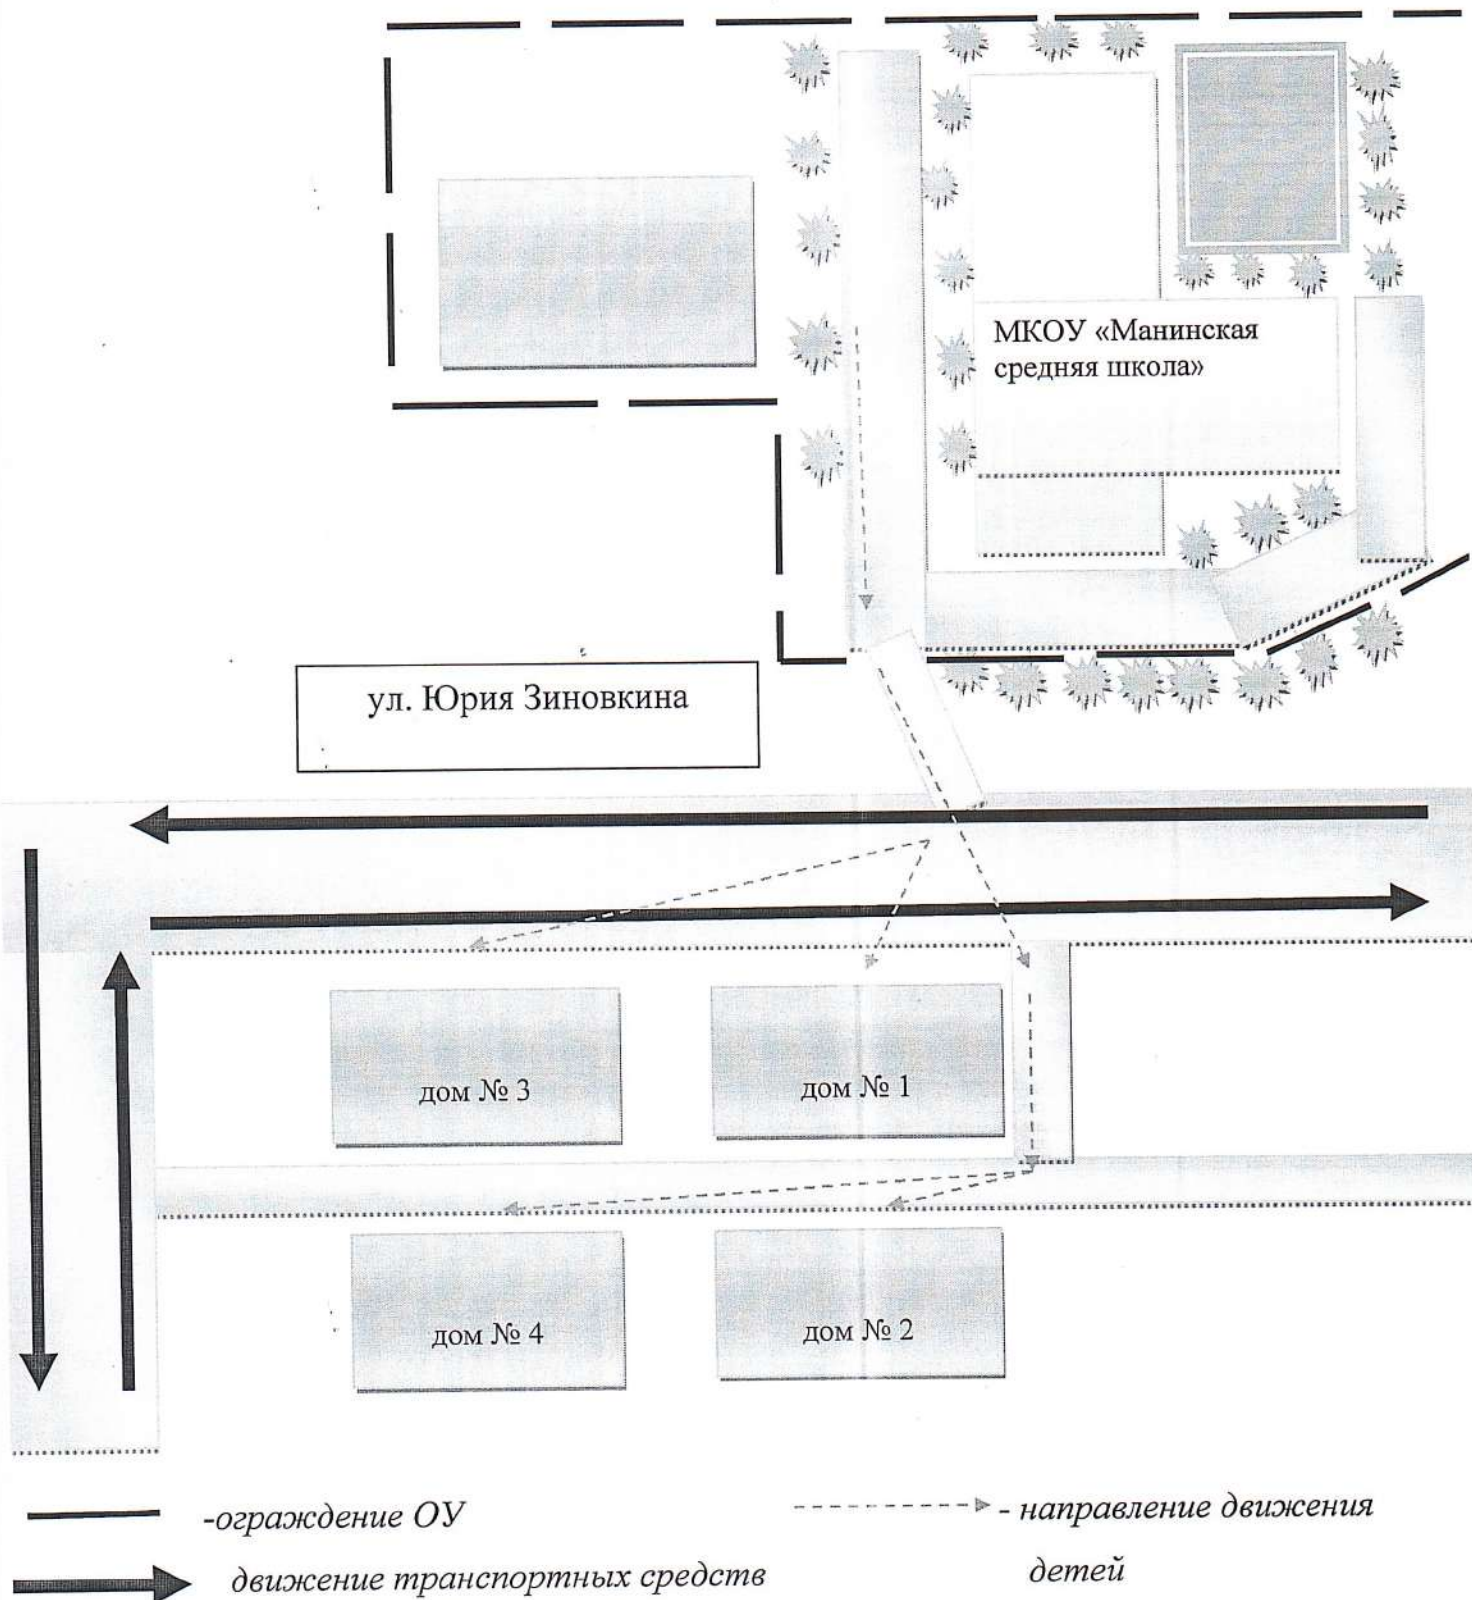 МКОУ «Манинская
средняя школа»
ул. Юрия Зиновкина
дом № 3
дом № 1
дом № 4
дом № 2
-ограждение ОУ
- направление движения
детей
движение транспортных средств